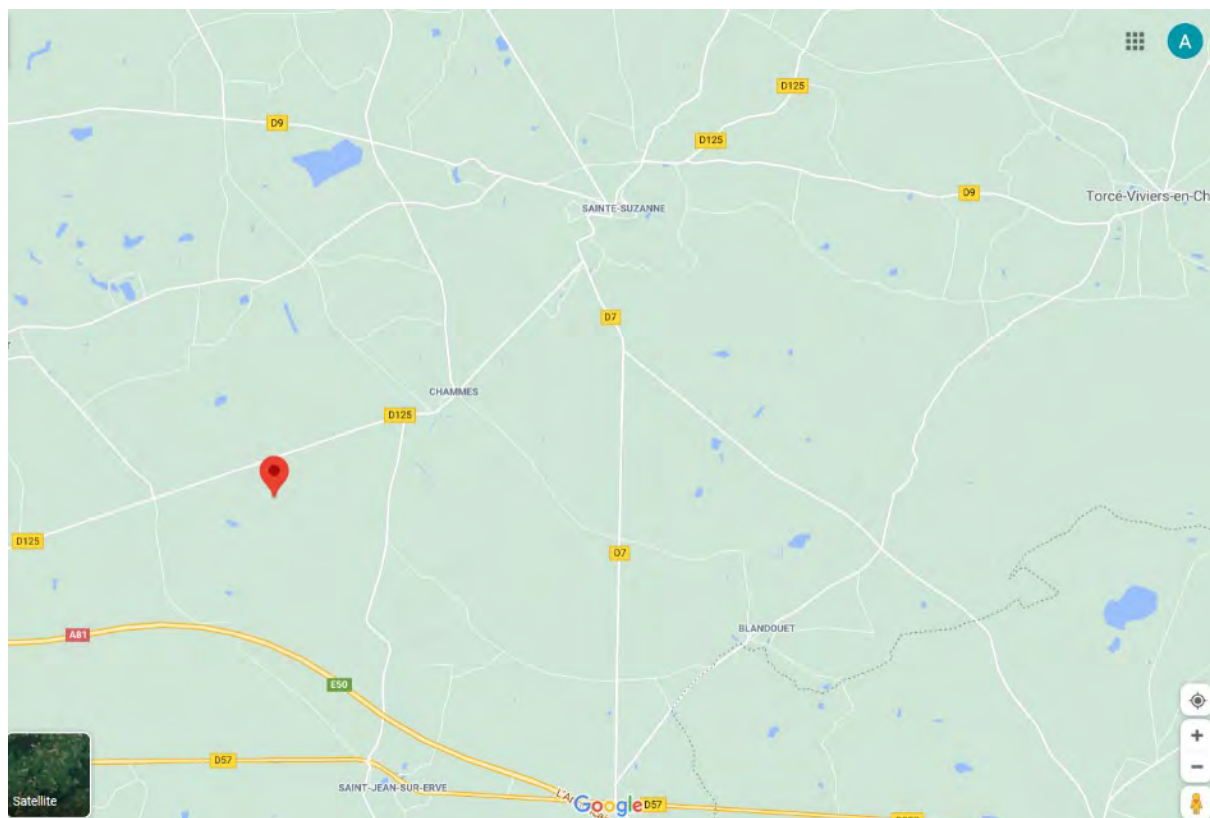 A
D125
D9
D125
D9
Torcé-Viviers-en-Ch
SAINTE-SUZANNE
D7
CHAMMES
D125
D125
D7
BLANDOUET
A81
E50
D57
SAINT-JEAN-SUR-ERVE
Satellite
Google
D57